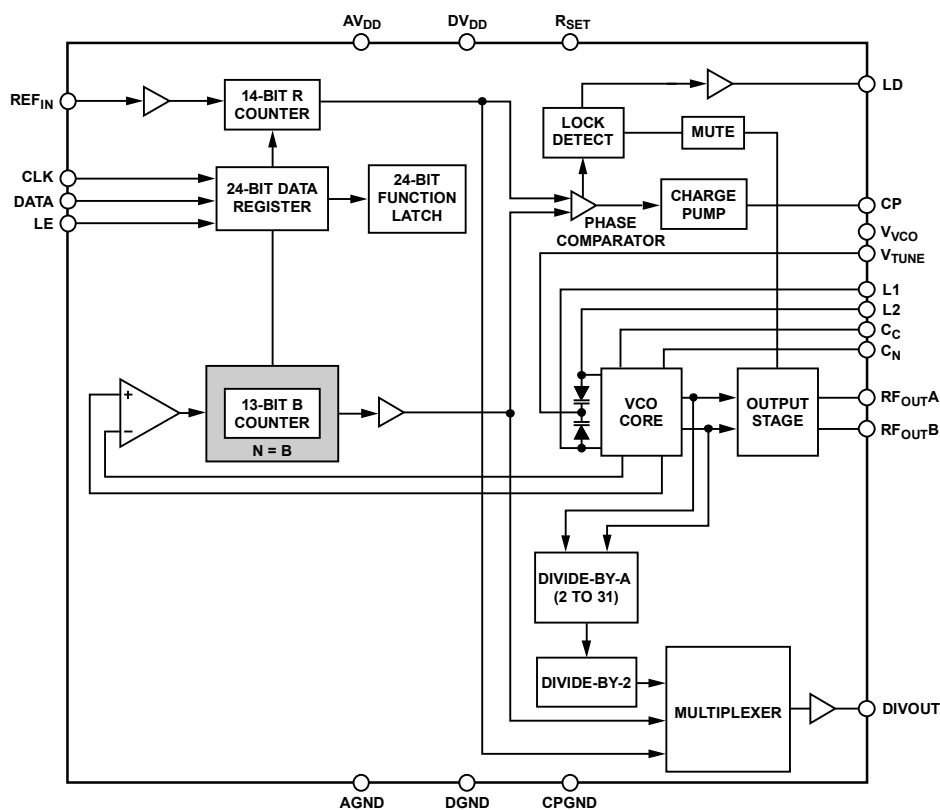 AVDD
DVDD
RSET
REFIN
14-BIT R
COUNTER
LD
LOCK
DETECT
MUTE
CLK
DATA
LE
24-BIT DATA
REGISTER
24-BIT
FUNCTION
LATCH
CHARGE
PUMP
PHASE
COMPARATOR
CP
VVCO
VTUNE
L1
L2
CC
CN
+
−
13-BIT B
COUNTER
N = B
VCO
CORE
OUTPUT
STAGE
RFOUTA
RFOUTB
DIVIDE-BY-A
(2 TO 31)
DIVIDE-BY-2
MULTIPLEXER
DIVOUT
AGND
DGND
CPGND